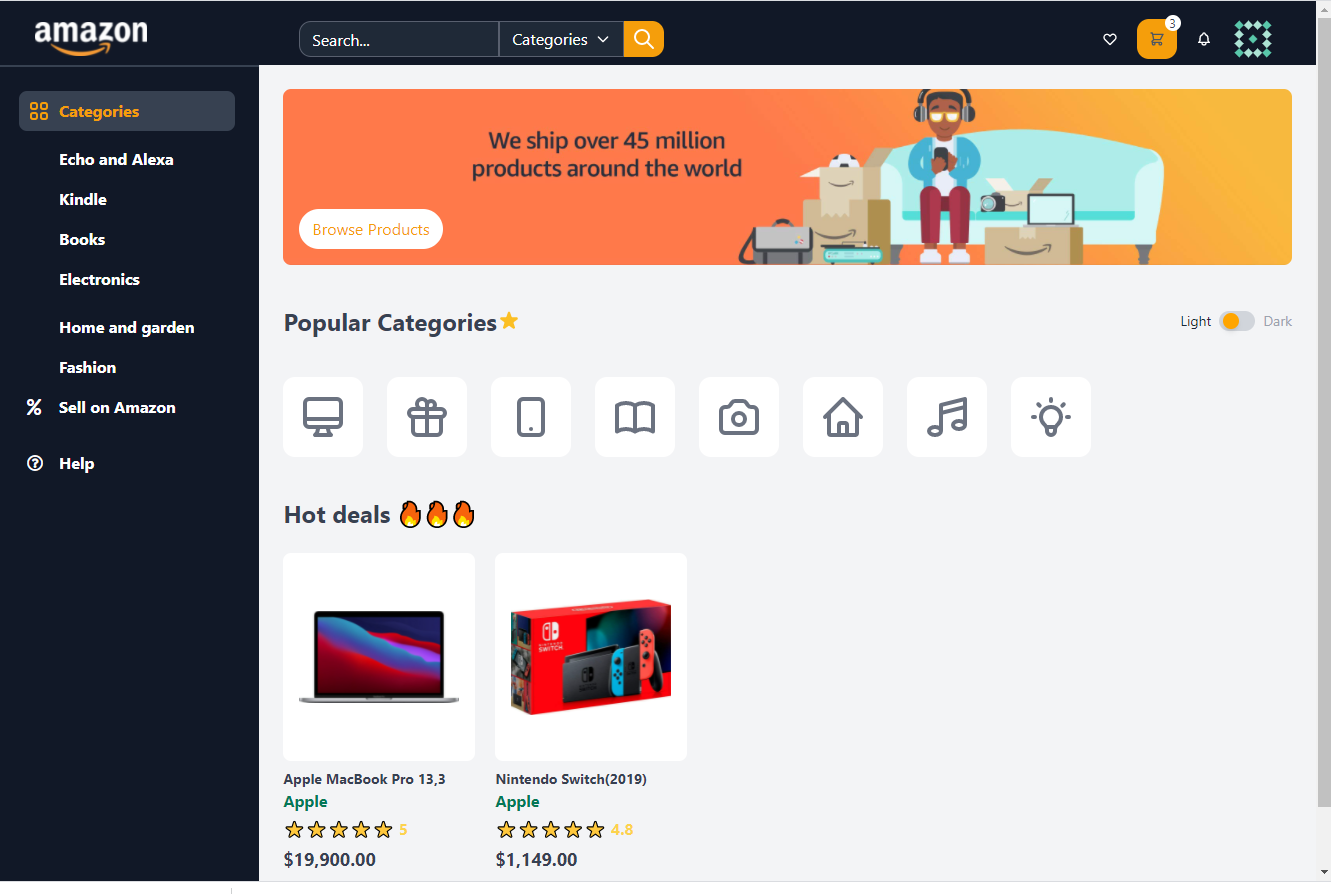 amazon
Search...
Categories
3
Categories
Echo and Alexa
Kindle
Books
Electronics
Home and garden
Fashion
Sell on Amazon
Help
We ship over 45 million
products around the world
Browse Products
Popular Categories
Light
Dark
Hot deals 🔥🔥🔥
NINTENDO
SWITCH
Apple MacBook Pro 13,3
Apple
5
$19,900.00
Nintendo Switch(2019)
Apple
4.8
$1,149.00